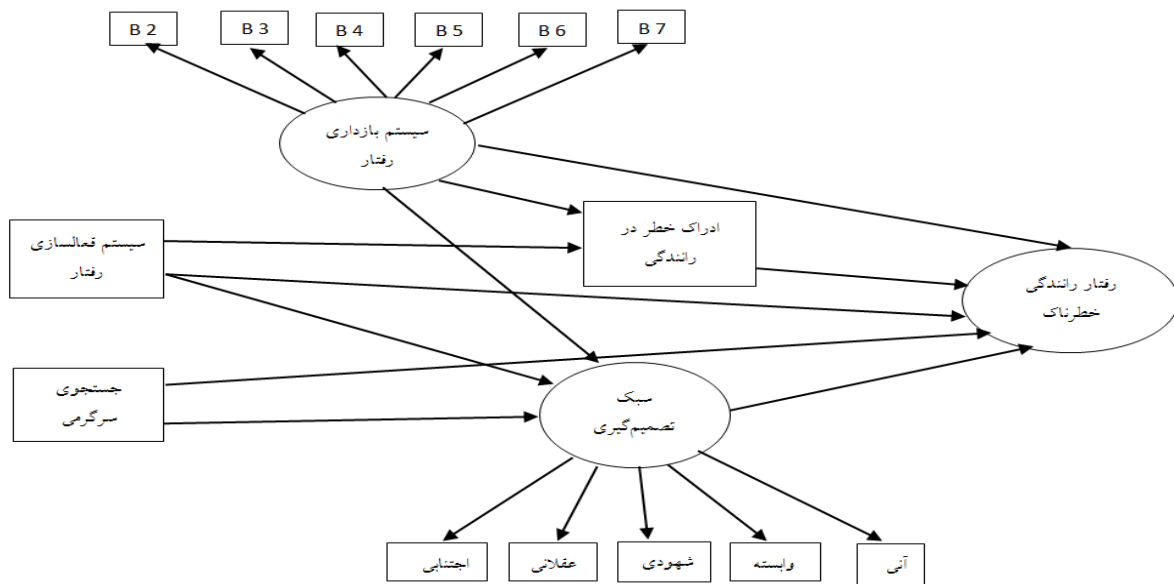 B 2
B 3
B 4
B 5
B 6
B 7
سیستم بازداری
رفتار
ادراک خطر در
رانندگی
سیستم فعالسازی
رفتار
رفتار رانندگی
خطرناک
جستجوی
سرگرمی
سبک
تصمیم‌گیری
آنی
وابسته
شهودی
عقلانی
اجتنابی